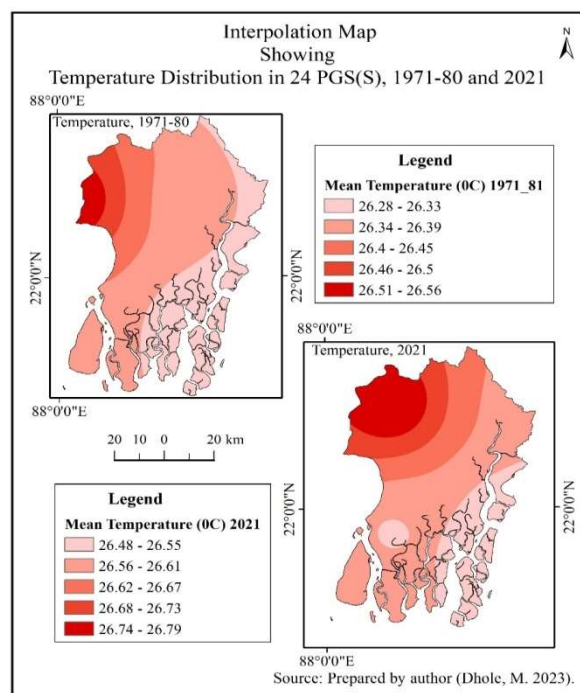 Interpolation Map
Showing
Temperature Distribution in 24 PGS(S), 1971-80 and 2021
N
88°0'0"E
Temperature, 1971-80
22°0'0"N
22°0'0"N
88°0'0"E
20 10 0 20 km
Legend
Mean Temperature (0C) 1971_81
26.28 - 26.33
26.34 - 26.39
26.4 - 26.45
26.46 - 26.5
26.51 - 26.56
Temperature, 2021
22°0'0"N
22°0'0"N
88°0'0"E
Legend
Mean Temperature (0C) 2021
26.48 - 26.55
26.56 - 26.61
26.62 - 26.67
26.68 - 26.73
26.74 - 26.79
88°0'0"E
Source: Prepared by author (Dhole, M. 2023).